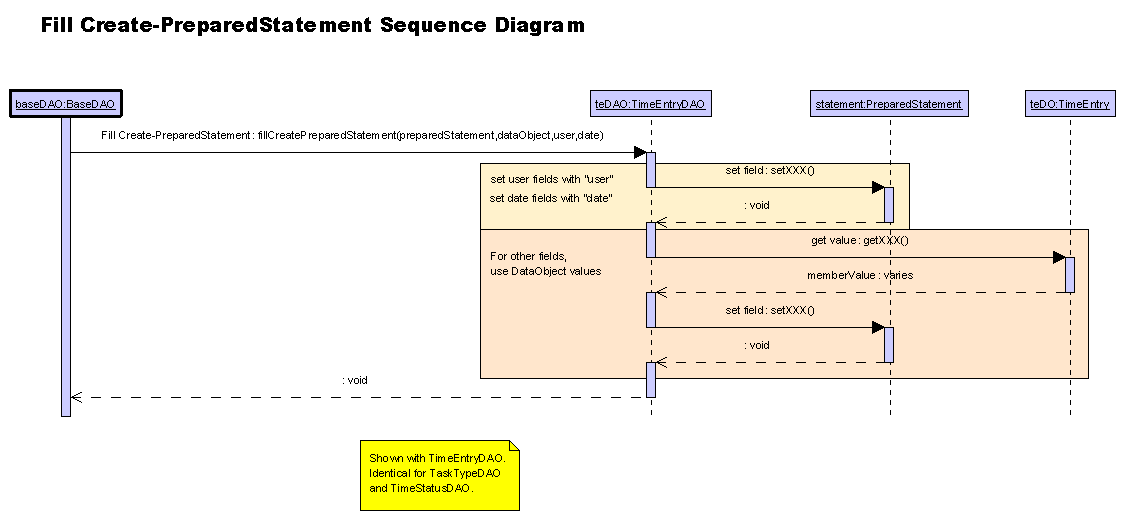 Fill Create-PreparedStatement Sequence Diagram
baseDAO:BaseDAO
teDAO:TimeEntryDAO
statement:PreparedStatement
teDO:TimeEntry
Fill Create-PreparedStatement : fillCreatePreparedStatement(preparedStatement,dataObject,user,date)
set user fields with "user"
set date fields with "date"
set field : setXXX()
: void
get value : getXXX()
For other fields,
use DataObject values
memberValue : varies
set field : setXXX()
: void
: void
Shown with TimeEntryDAO.
Identical for TaskTypeDAO
and TimeStatusDAO.